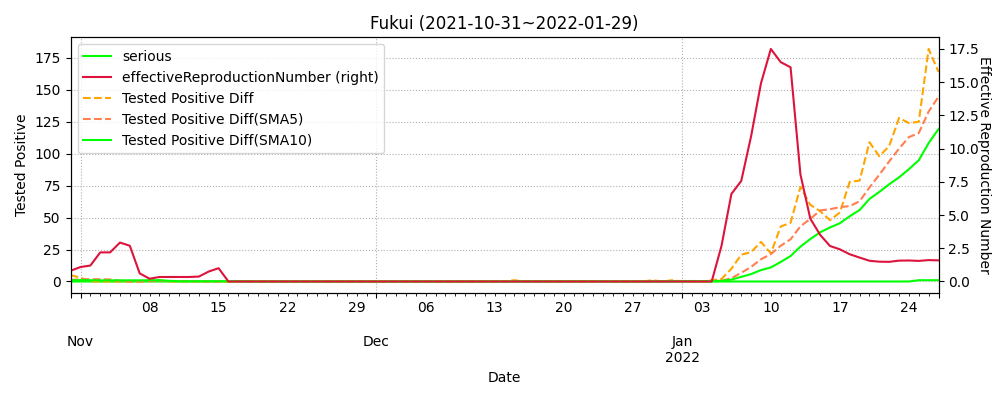 Fukui (2021-10-31~2022-01-29)
serious
effectiveReproductionNumber (right)
Tested Positive Diff
Tested Positive Diff(SMA5)
Tested Positive Diff(SMA10)
Tested Positive
175
150
125
100
75
50
25
0
17.5
15.0
12.5
10.0
7.5
5.0
2.5
0.0
Effective Reproduction Number
08 15 22 29 06 13 20 27 03 10 17 24
Nov Dec Jan
2022
Date